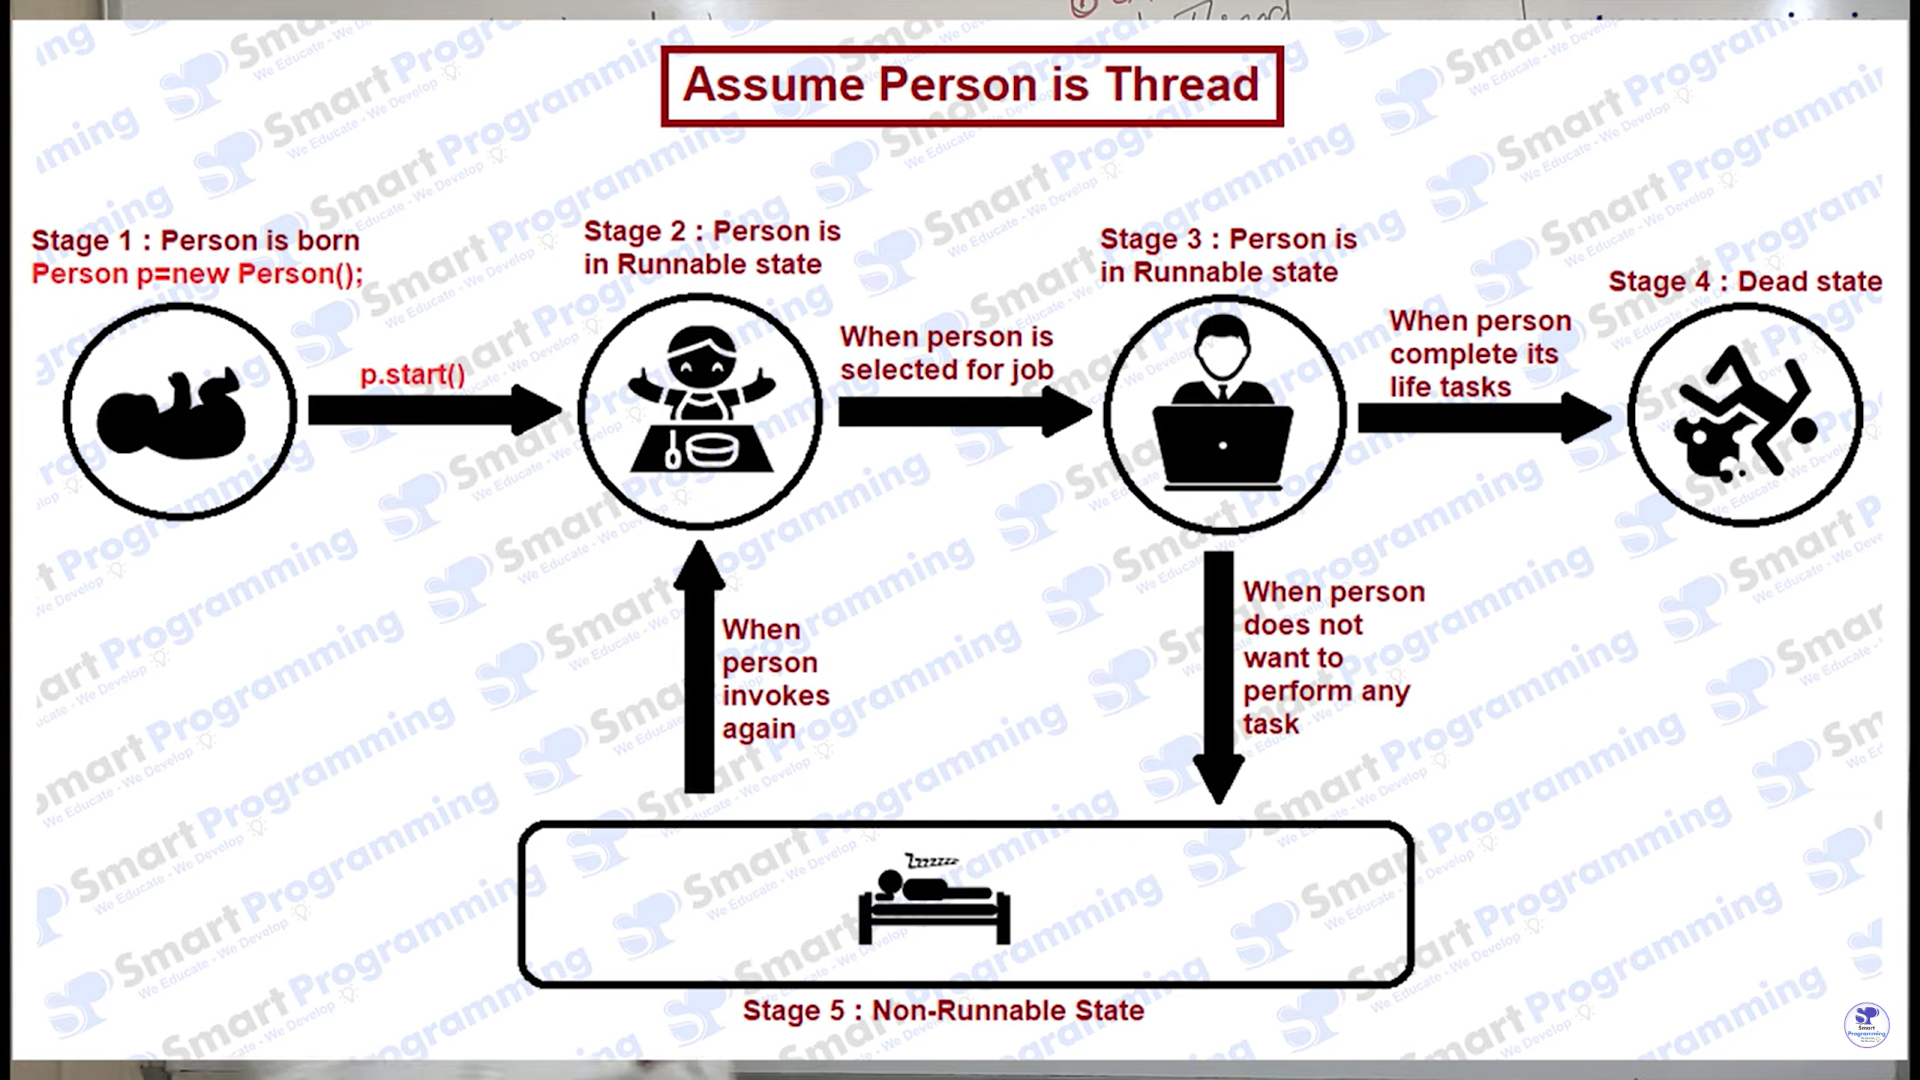 Assume Person is Thread
Stage 1 : Person is born
Person p=new Person();
p.start()
Stage 2 : Person is
in Runnable state
When person is
selected for job
Stage 3 : Person is
in Runnable state
When person
complete its
life tasks
Stage 4 : Dead state
When
person
invokes
again
When person
does not
want to
perform any
task
Zzzzzzz
Stage 5 : Non-Runnable State
Smart Programming
We Educate - We Develop
Smart
Programming